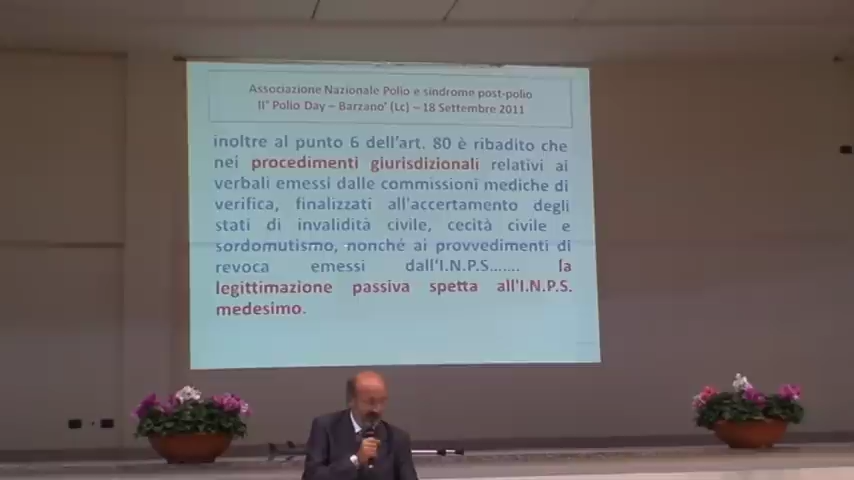 Associazione Nazionale Polio e sindrome post-polio
II° Polio Day – Barzano' (Lc) – 18 Settembre 2011
inoltre al punto 6 dell'art. 80 è ribadito che
nei procedimenti giurisdizionali relativi ai
verbali emessi dalle commissioni mediche di
verifica, finalizzati all'accertamento degli
stati di invalidità civile, cecità civile e
sordomutismo, nonché ai provvedimenti di
revoca emessi dall'I.N.P.S....... la
legittimazione passiva spetta all'I.N.P.S.
medesimo.